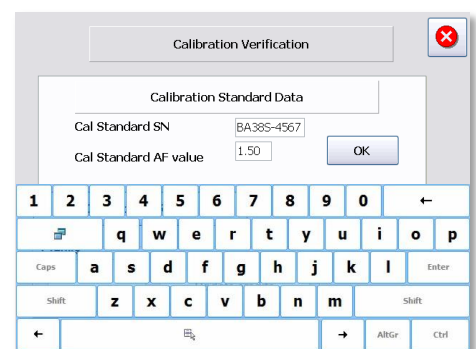 Calibration Verification
Calibration Standard Data
Cal Standard SN BA38S-4567
Cal Standard AF value 1.50 OK
1 2 3 4 5 6 7 8 9 0 ←
q w e r t y u i o p
Caps a s d f g h j k l Enter
Shift z x c v b n m Shift
← → AltGr Ctrl